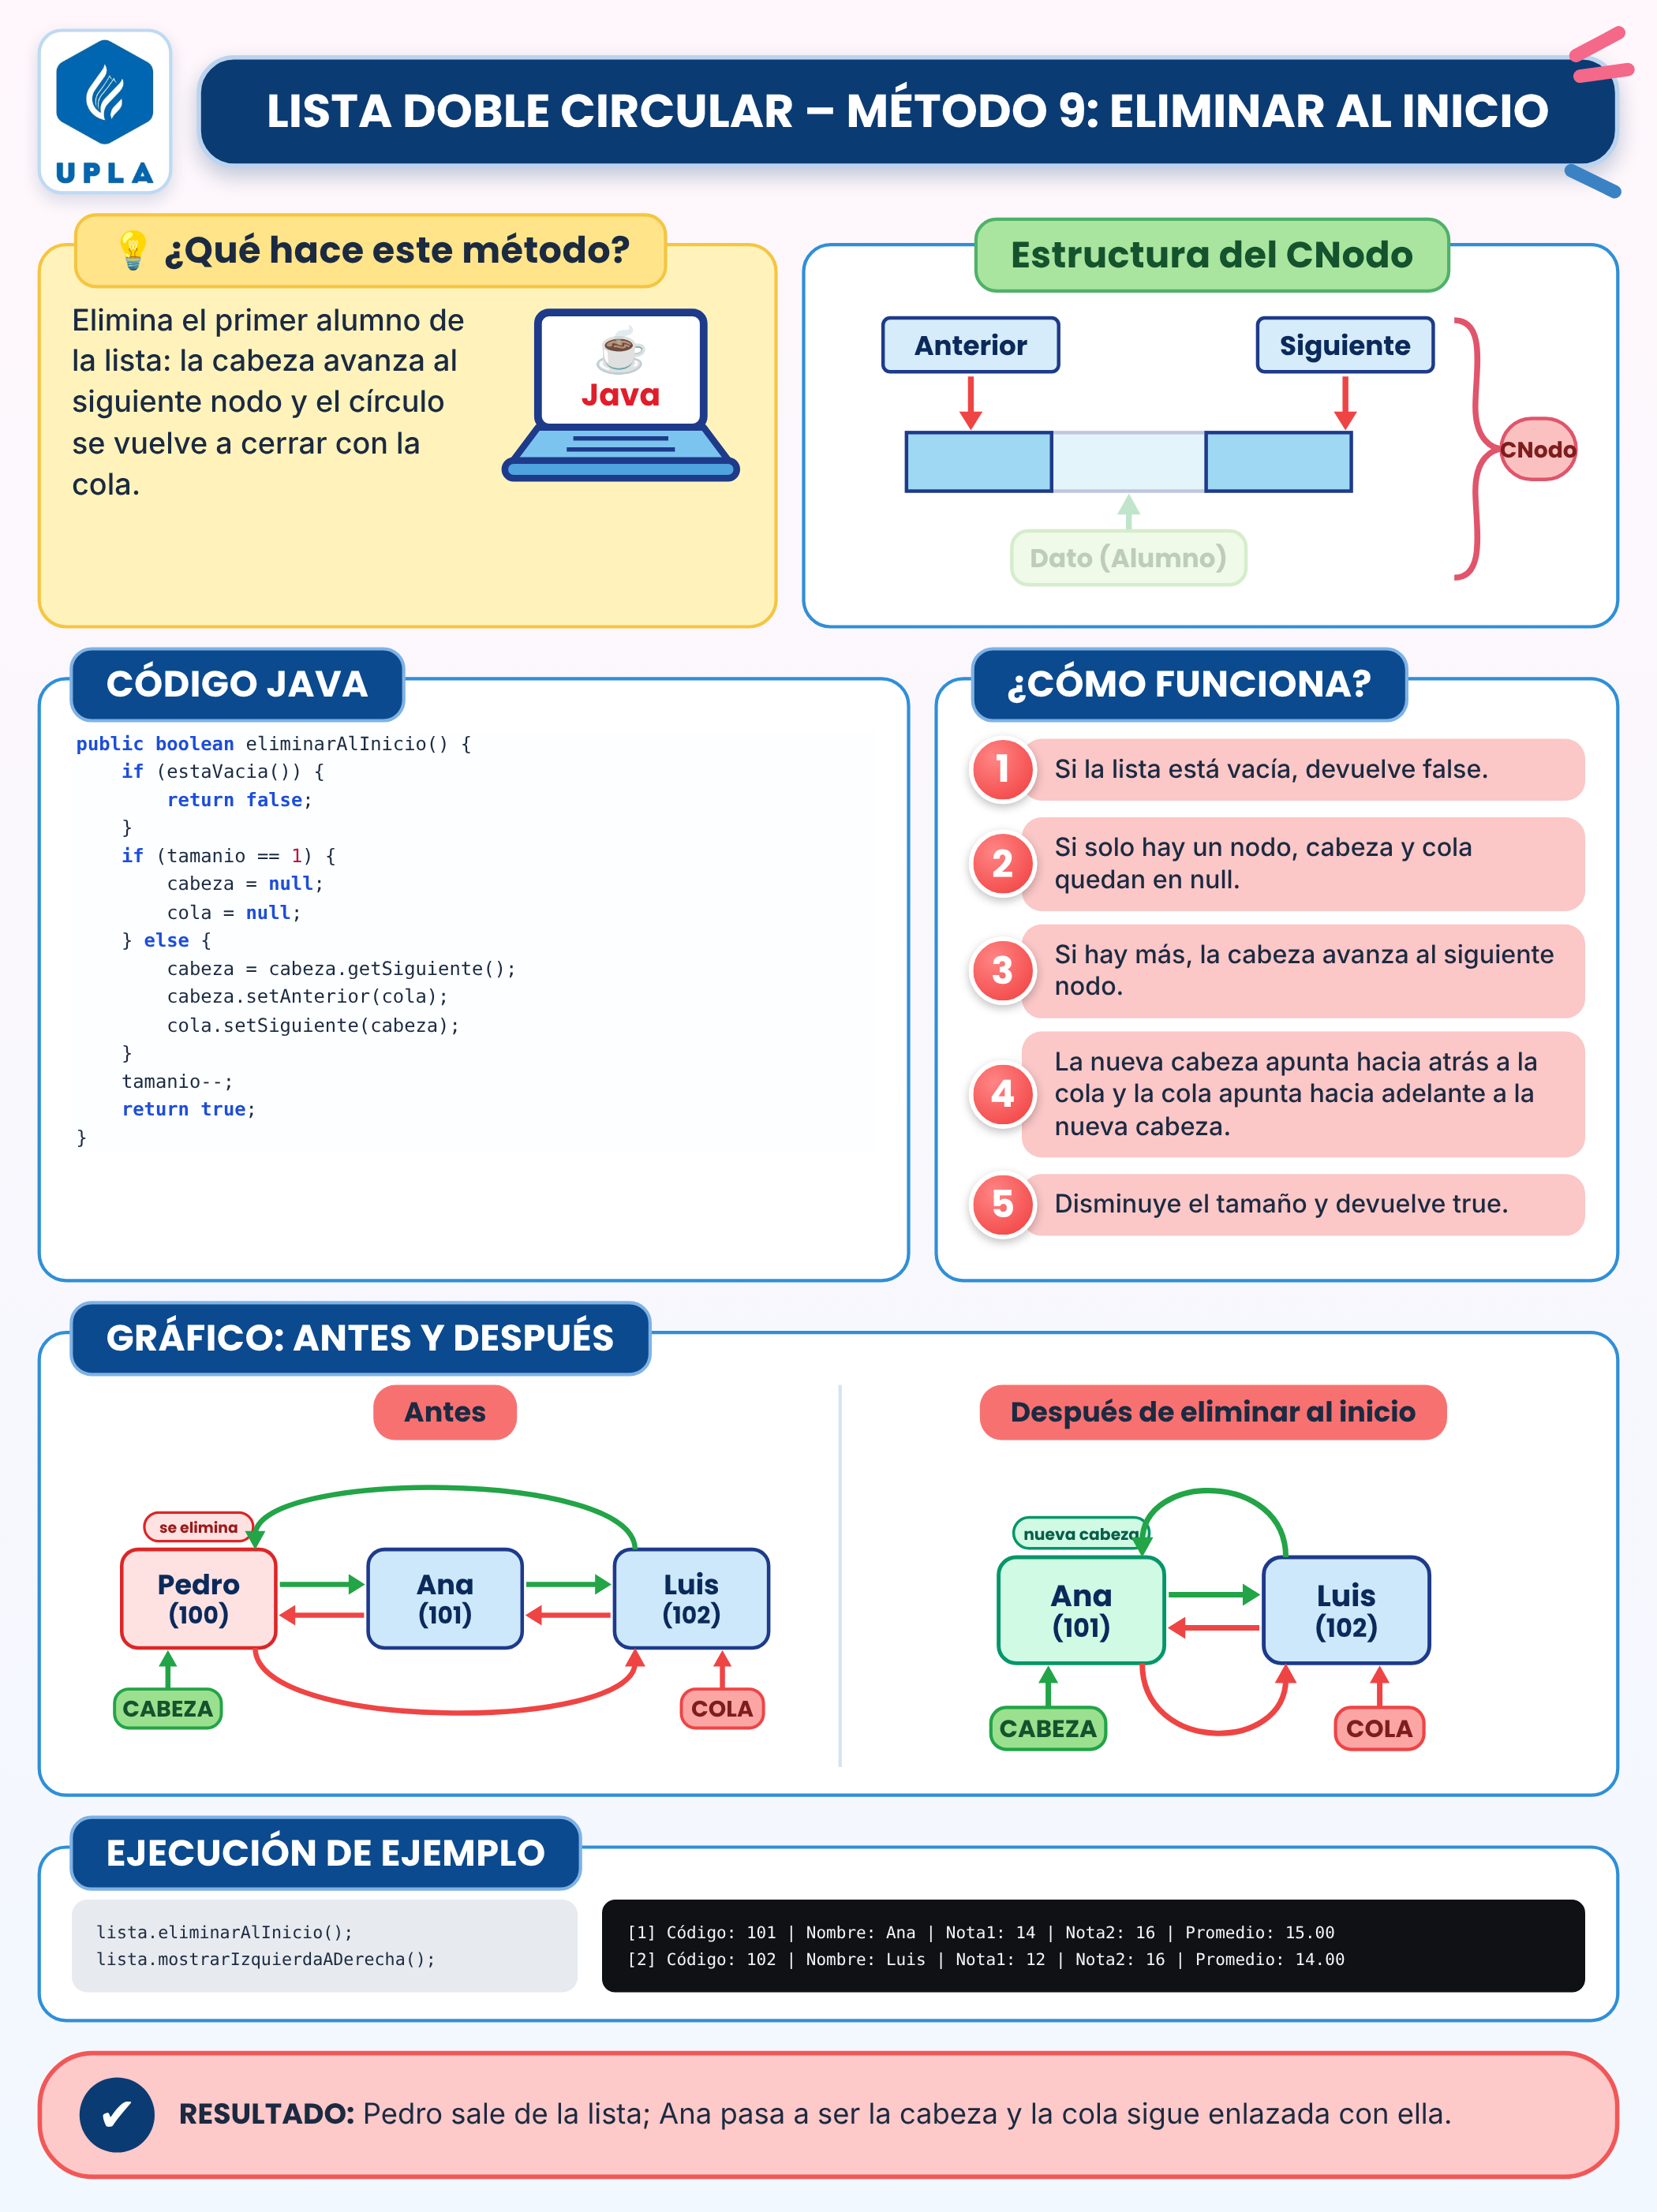 UPLA
LISTA DOBLE CIRCULAR – MÉTODO 9: ELIMINAR AL INICIO
💡 ¿Qué hace este método?
Elimina el primer alumno de
la lista: la cabeza avanza al
siguiente nodo y el círculo
se vuelve a cerrar con la
cola.
Java
Estructura del CNodo
Anterior
Siguiente
CNodo
Dato (Alumno)
CÓDIGO JAVA
public boolean eliminarAlInicio() {
    if (estaVacia()) {
        return false;
    }
    if (tamanio == 1) {
        cabeza = null;
        cola = null;
    } else {
        cabeza = cabeza.getSiguiente();
        cabeza.setAnterior(cola);
        cola.setSiguiente(cabeza);
    }
    tamanio--;
    return true;
}
¿CÓMO FUNCIONA?
1 Si la lista está vacía, devuelve false.
2 Si solo hay un nodo, cabeza y cola
quedan en null.
3 Si hay más, la cabeza avanza al siguiente
nodo.
4 La nueva cabeza apunta hacia atrás a la
cola y la cola apunta hacia adelante a la
nueva cabeza.
5 Disminuye el tamaño y devuelve true.
GRÁFICO: ANTES Y DESPUÉS
Antes
se elimina
Pedro
(100)
Ana
(101)
Luis
(102)
CABEZA
COLA
Después de eliminar al inicio
nueva cabeza
Ana
(101)
Luis
(102)
CABEZA
COLA
EJECUCIÓN DE EJEMPLO
lista.eliminarAlInicio();
lista.mostrarIzquierdaADerecha();
[1] Código: 101 | Nombre: Ana | Nota1: 14 | Nota2: 16 | Promedio: 15.00
[2] Código: 102 | Nombre: Luis | Nota1: 12 | Nota2: 16 | Promedio: 14.00
✔ RESULTADO: Pedro sale de la lista; Ana pasa a ser la cabeza y la cola sigue enlazada con ella.